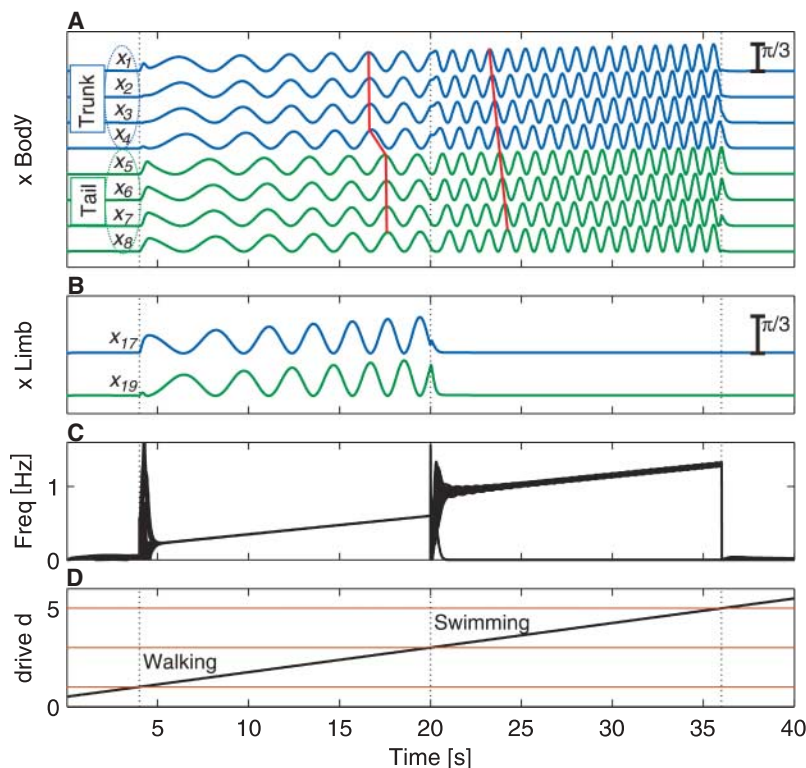 A
x Body
Trunk
Tail
x1
x2
x3
x4
x5
x6
x7
x8
π/3
B
x Limb
x17
x19
π/3
C
Freq [Hz]
1
0
D
drive d
5
0
Walking
Swimming
5 10 15 20 25 30 35 40
Time [s]